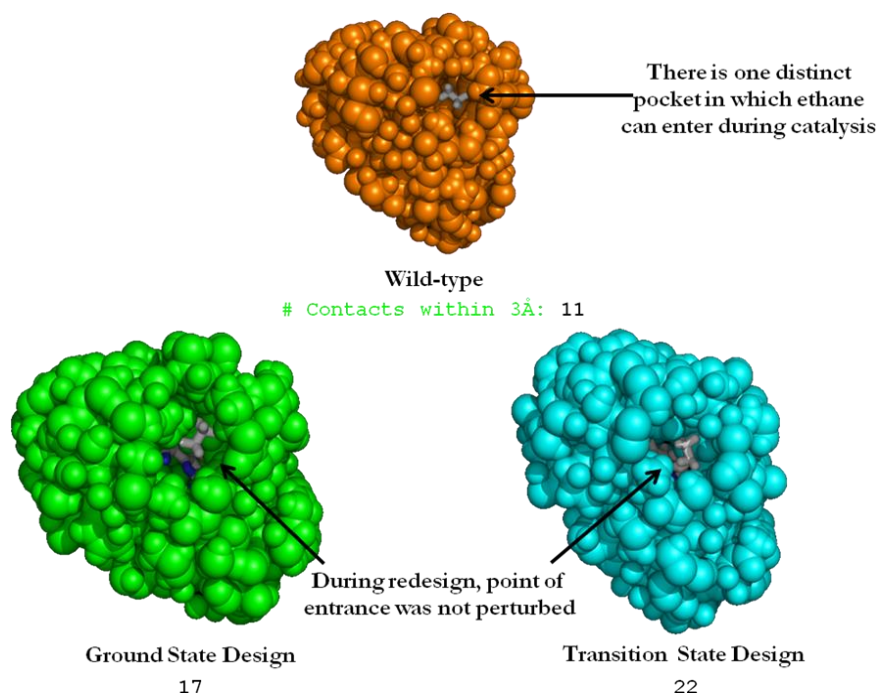 There is one distinct
pocket in which ethane
can enter during catalysis
Wild-type
# Contacts within 3Å: 11
During redesign, point of
entrance was not perturbed
Ground State Design
Transition State Design
17
22